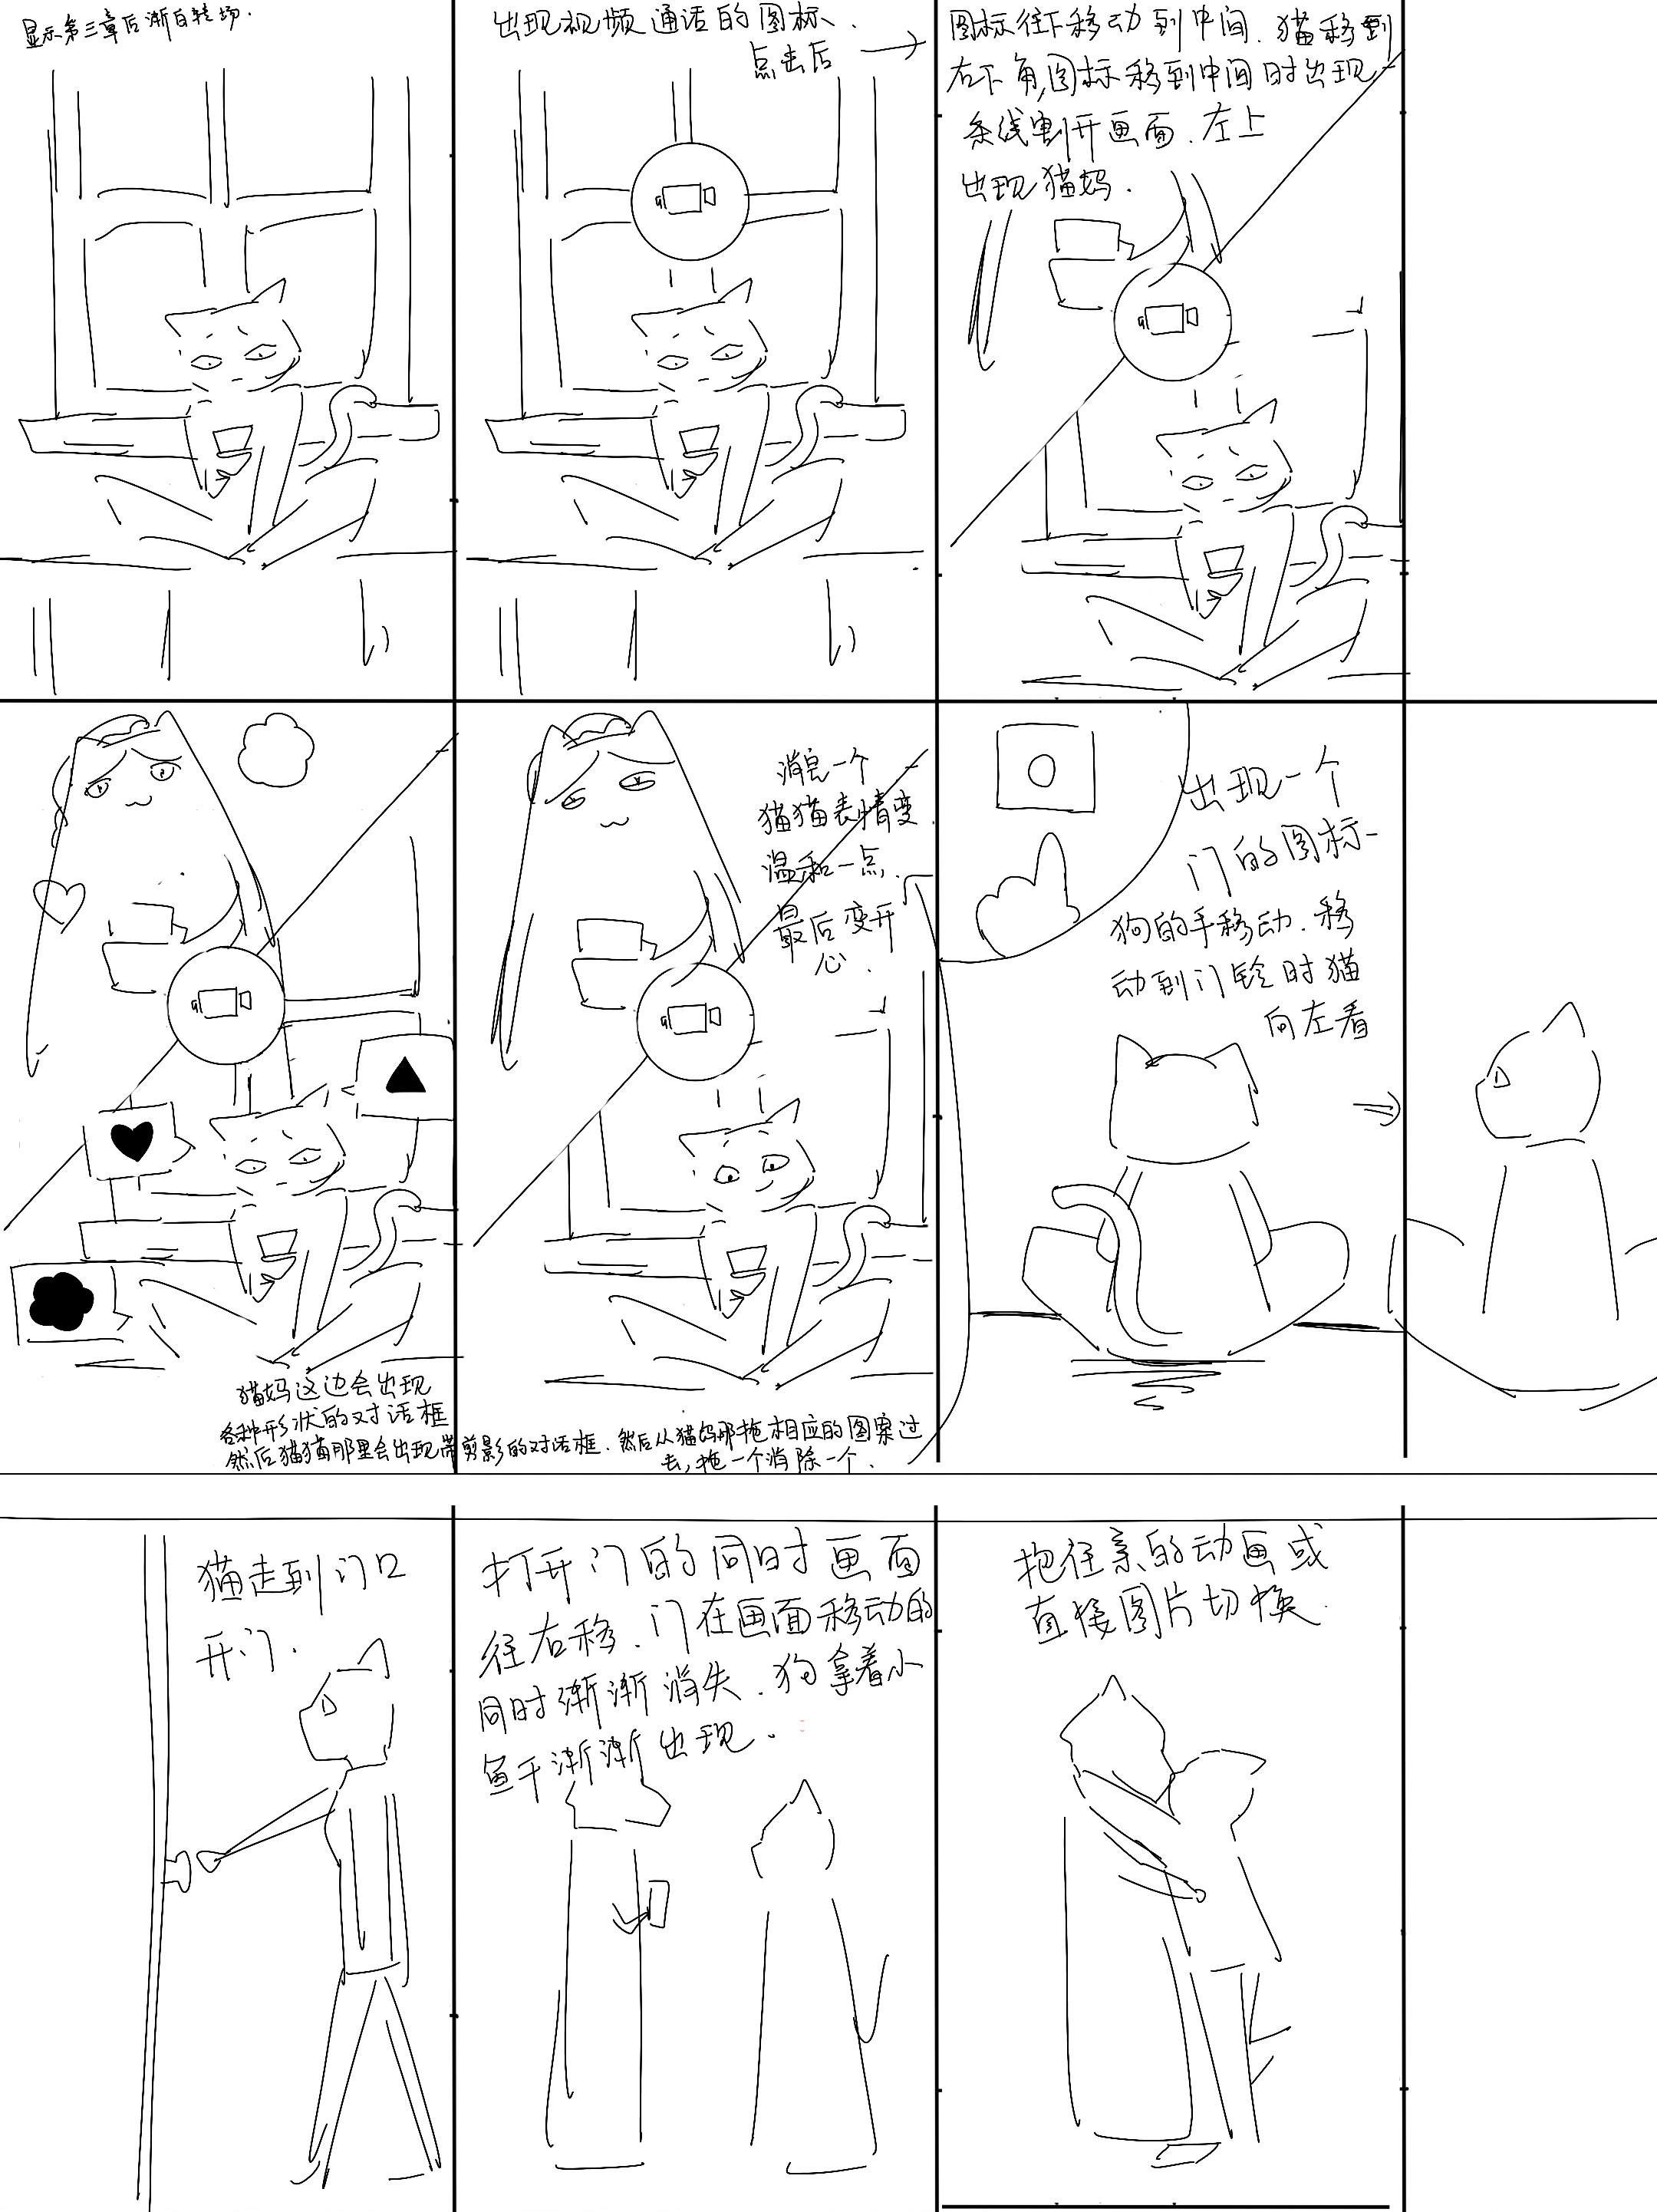 显示第三章后渐白转场.
出现视频通话的图标、
点击后
图标往下移动到中间. 猫移到
右下角,图标移到中间时出现一
条线割开画面. 左上
出现猫妈.
消完一个
猫猫表情变
温和一点.
最后变开
心.
猫妈这边会出现
各种形状的对话框
然后猫猫那里会出现带剪影的对话框. 然后从猫妈那拖相应的图案过
去,拖一个消除一个.
出现一个
门的图标-
狗的手移动. 移
动到门铃时猫
向左看
猫走到门口
开门.
打开门的同时画面
往右移. 门在画面移动的
同时渐渐消失. 狗拿着小
鱼干渐渐出现.
抱住亲的动画或
直接图片切换.